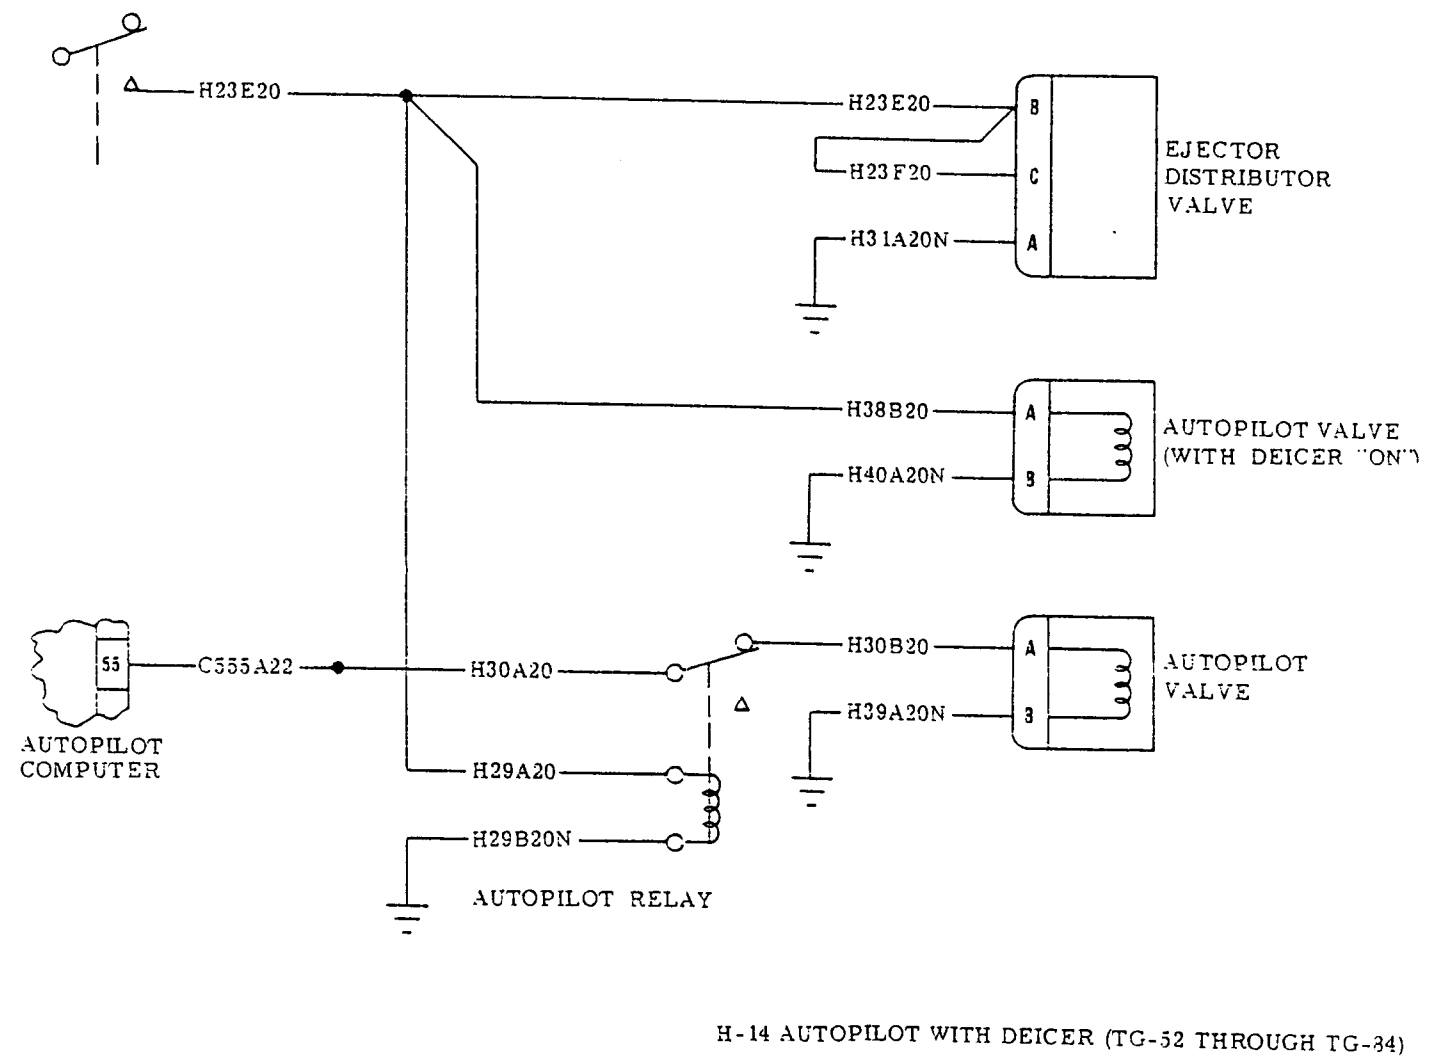 H23E20
H23E20
B
H23F20
C
H31A20N
A
EJECTOR
DISTRIBUTOR
VALVE
H38B20
A
H40A20N
B
AUTOPILOT VALVE
(WITH DEICER "ON")
55
C555A22
H30A20
H30B20
A
H39A20N
B
AUTOPILOT
VALVE
AUTOPILOT
COMPUTER
H29A20
H29B20N
AUTOPILOT RELAY
H-14 AUTOPILOT WITH DEICER (TG-52 THROUGH TG-84)